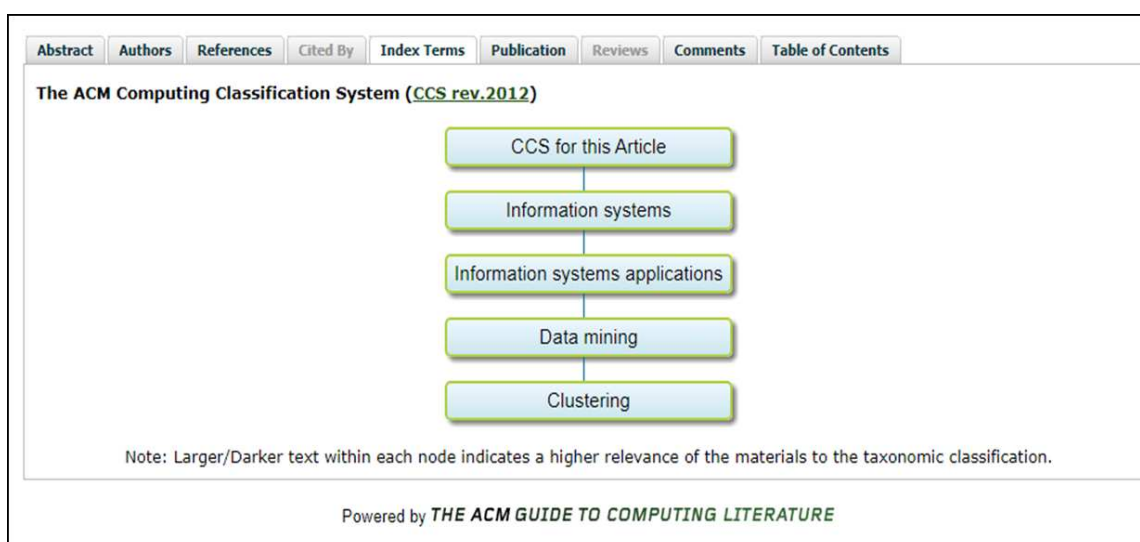 Abstract Authors References Cited By Index Terms Publication Reviews Comments Table of Contents
The ACM Computing Classification System (CCS rev.2012)
CCS for this Article
Information systems
Information systems applications
Data mining
Clustering
Note: Larger/Darker text within each node indicates a higher relevance of the materials to the taxonomic classification.
Powered by THE ACM GUIDE TO COMPUTING LITERATURE